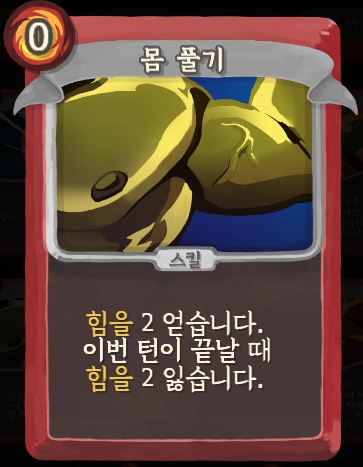 0
몸 풀기
스킬
힘을 2 얻습니다.
이번 턴이 끝날 때
힘을 2 잃습니다.